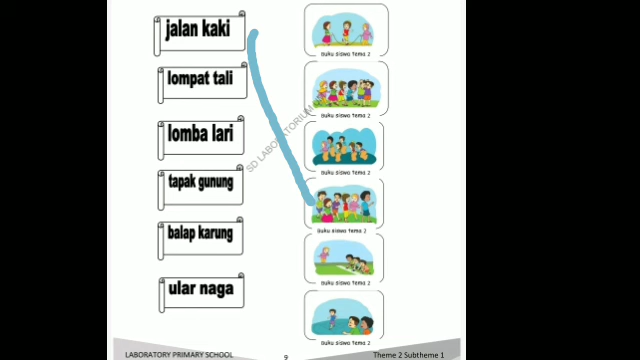 jalan kaki
Buku siswa tema 2
lompat tali
Buku siswa tema 2
lomba lari
SD LABORATORIUM
Buku siswa tema 2
tapak gunung
Buku siswa tema 2
balap karung
Buku siswa tema 2
ular naga
Buku siswa tema 2
LABORATORY PRIMARY SCHOOL
9
Theme 2 Subtheme 1